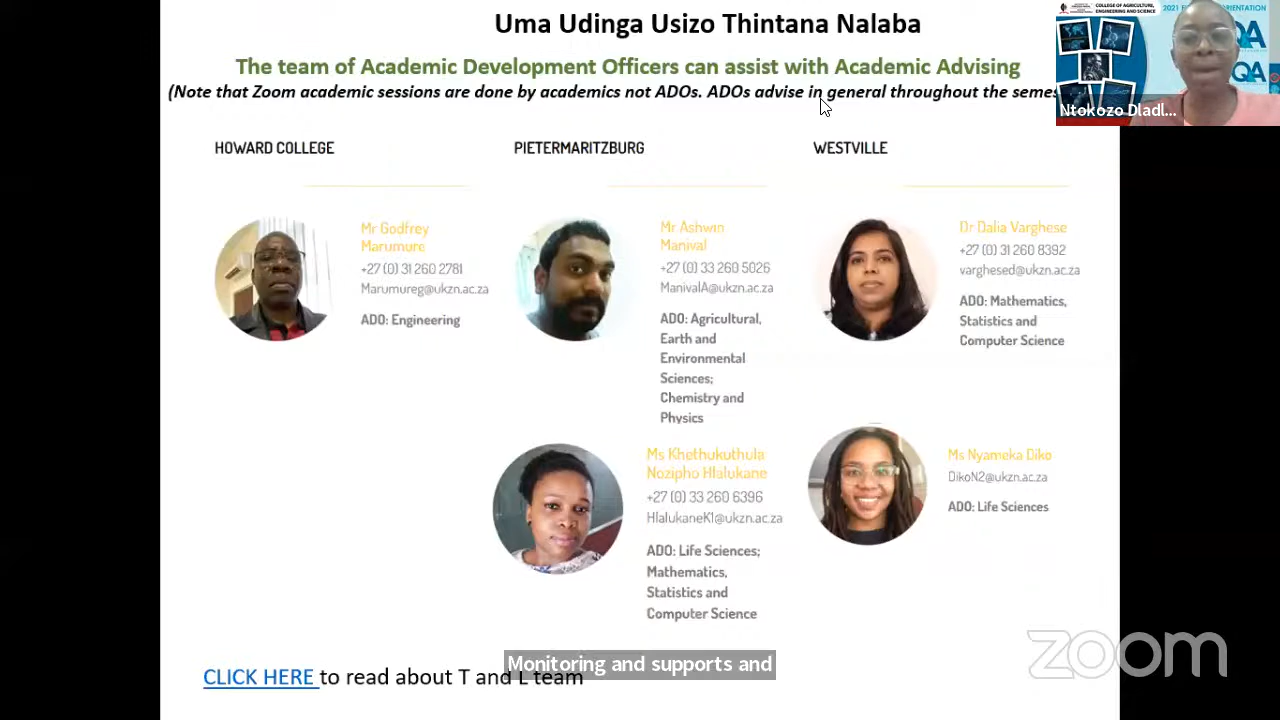 Uma Udinga Usizo Thintana Nalaba
The team of Academic Development Officers can assist with Academic Advising
(Note that Zoom academic sessions are done by academics not ADOs. ADOs advise in general throughout the
COLLEGE OF AGRICULTURE,
ENGINEERING AND SCIENCE
Ntokozo Dladl...
HOWARD COLLEGE
Mr Godfrey
Marumure
+27 (0) 31 260 2781
Marumureg@ukzn.ac.za
ADO: Engineering
PIETERMARITZBURG
Mr Ashwin
Manival
+27 (0) 33 260 5026
ManivalA@ukzn.ac.za
ADO: Agricultural,
Earth and
Environmental
Sciences;
Chemistry and
Physics
Ms Khethukuthula
Nozipho Hlalukane
+27 (0) 33 260 6396
HlalukaneK1@ukzn.ac.za
ADO: Life Sciences;
Mathematics,
Statistics and
Computer Science
WESTVILLE
Dr Dalia Varghese
+27 (0) 31 260 8392
varghesed@ukzn.ac.za
ADO: Mathematics,
Statistics and
Computer Science
Ms Nyameka Diko
DikoN2@ukzn.ac.za
ADO: Life Sciences
Monitoring and supports and
CLICK HERE to read about T and L team
zoom